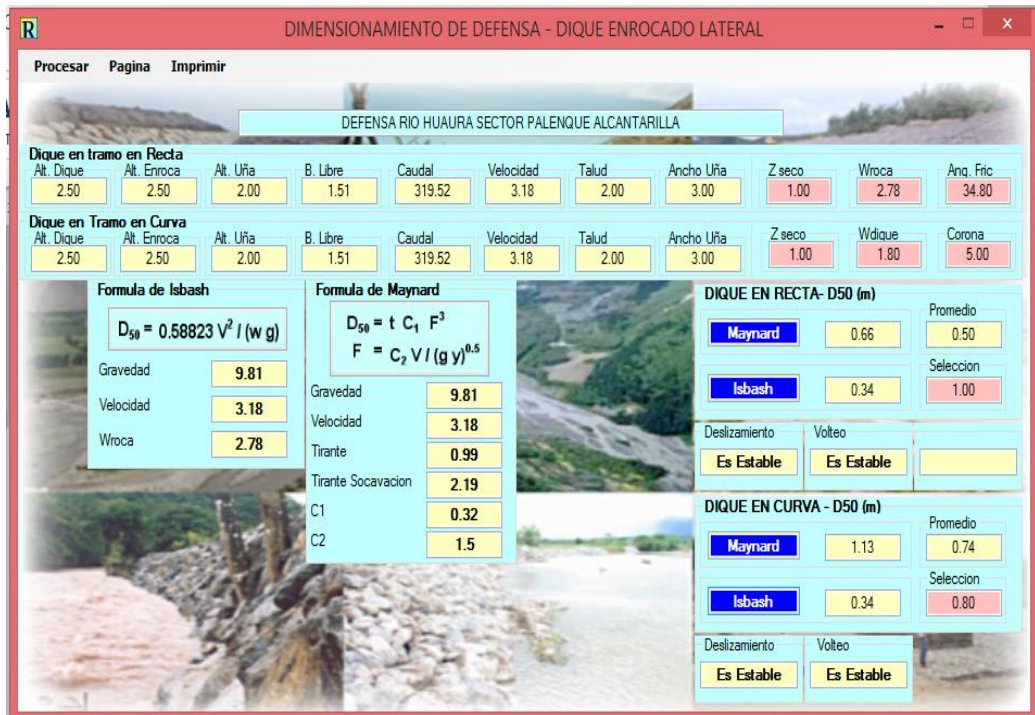 R
DIMENSIONAMIENTO DE DEFENSA - DIQUE ENROCADO LATERAL
Procesar Pagina Imprimir
DEFENSA RIO HUAURA SECTOR PALENQUE ALCANTARILLA
Dique en tramo en Recta
Alt. Dique Alt. Enroca Alt. Uña B. Libre Caudal Velocidad Talud Ancho Uña Z seco Wroca Ang. Fric
2.50 2.50 2.00 1.51 319.52 3.18 2.00 3.00 1.00 2.78 34.80
Dique en Tramo en Curva
Alt. Dique Alt. Enroca Alt. Uña B. Libre Caudal Velocidad Talud Ancho Uña Z seco Wdique Corona
2.50 2.50 2.00 1.51 319.52 3.18 2.00 3.00 1.00 1.80 5.00
Formula de Isbash
D₅₀ = 0.58823 V² / (w g)
Gravedad 9.81
Velocidad 3.18
Wroca 2.78
Formula de Maynard
D₅₀ = t C₁ F³
F = C₂ V / (g y)⁰·⁵
Gravedad 9.81
Velocidad 3.18
Tirante 0.99
Tirante Socavacion 2.19
C1 0.32
C2 1.5
DIQUE EN RECTA- D50 (m)
Promedio
Maynard 0.66 0.50
Seleccion
Isbash 0.34 1.00
Deslizamiento Volteo
Es Estable Es Estable
DIQUE EN CURVA - D50 (m)
Promedio
Maynard 1.13 0.74
Seleccion
Isbash 0.34 0.80
Deslizamiento Volteo
Es Estable Es Estable